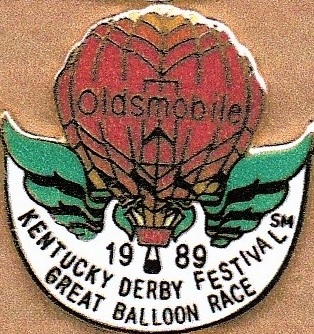 Oldsmobile
19 89
KENTUCKY DERBY FESTIVAL SM
GREAT BALLOON RACE